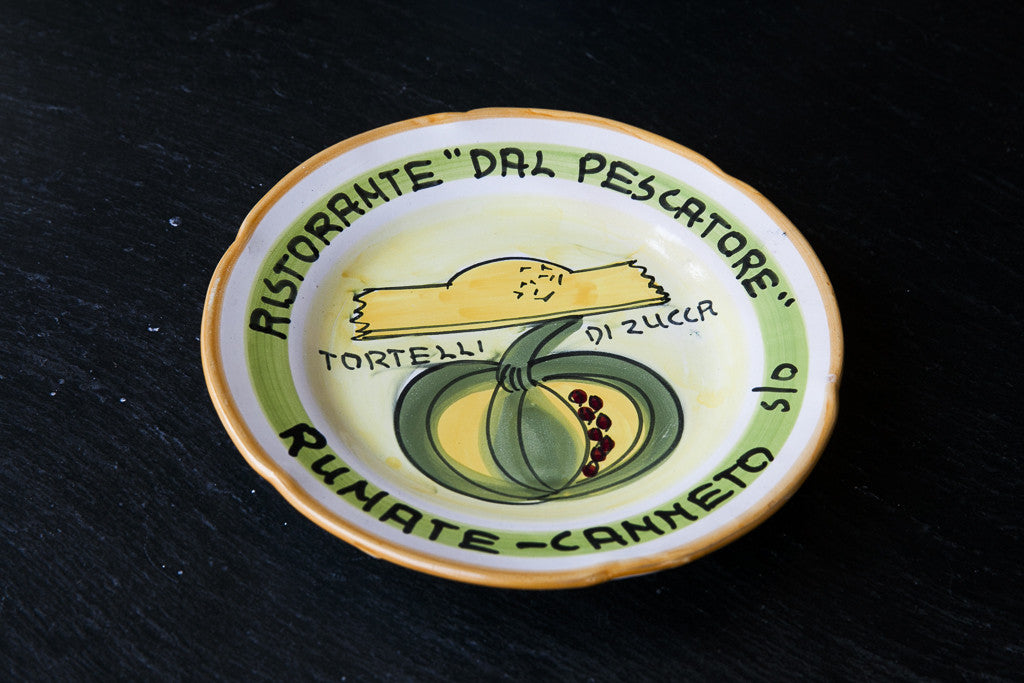 RISTORANTE "DAL PESCATORE"
TORTELLI DI ZUCCA
RUNATE-CANNETO s/o